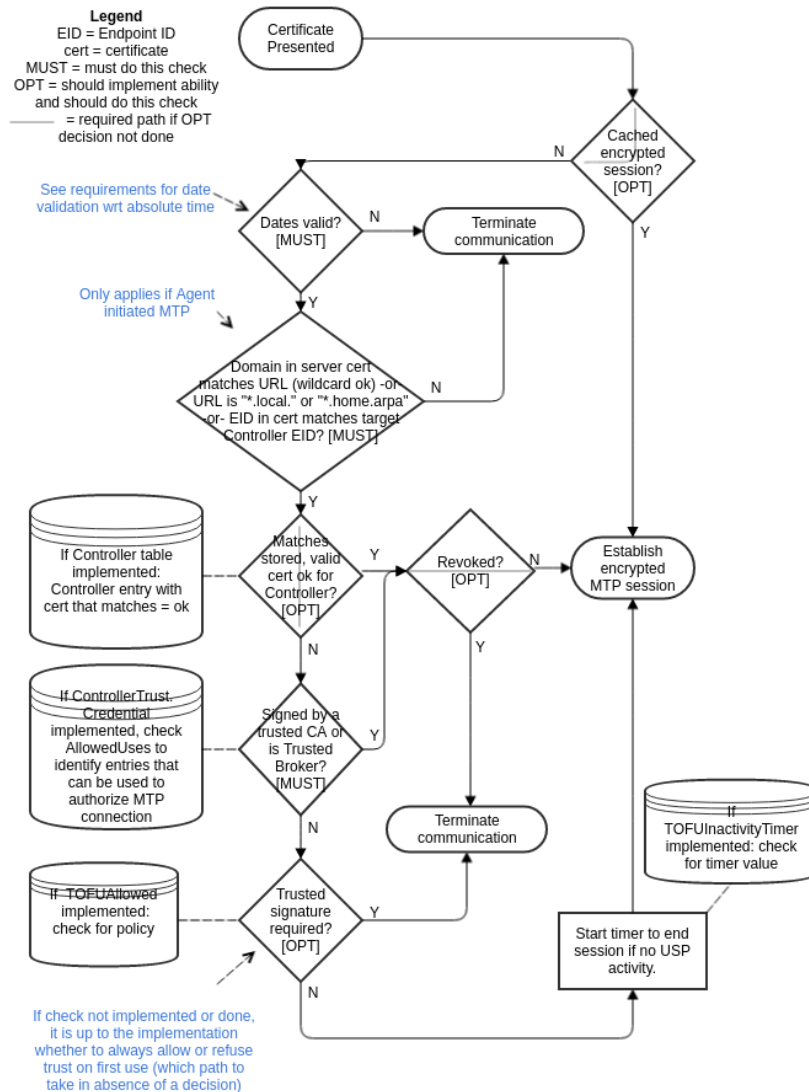 Legend
EID = Endpoint ID
cert = certificate
MUST = must do this check
OPT = should implement ability
and should do this check
= required path if OPT
decision not done
Certificate
Presented
Cached
encrypted
session?
[OPT]
N
Y
See requirements for date
validation wrt absolute time
Dates valid?
[MUST]
N
Y
Terminate
communication
Only applies if Agent
initiated MTP
Domain in server cert
matches URL (wildcard ok) -or-
URL is "*.local." or "*.home.arpa"
-or- EID in cert matches target
Controller EID? [MUST]
N
Y
If Controller table
implemented:
Controller entry with
cert that matches = ok
Matches
stored, valid
cert ok for
Controller?
[OPT]
Y
N
Revoked?
[OPT]
N
Y
Establish
encrypted
MTP session
If ControllerTrust.
Credential
implemented, check
AllowedUses to
identify entries that
can be used to
authorize MTP
connection
Signed by a
trusted CA or
is Trusted
Broker?
[MUST]
Y
N
Terminate
communication
If
TOFUInactivityTimer
implemented: check
for timer value
If TOFUAllowed
implemented:
check for policy
Trusted
signature
required?
[OPT]
Y
N
Start timer to end
session if no USP
activity.
If check not implemented or done,
it is up to the implementation
whether to always allow or refuse
trust on first use (which path to
take in absence of a decision)